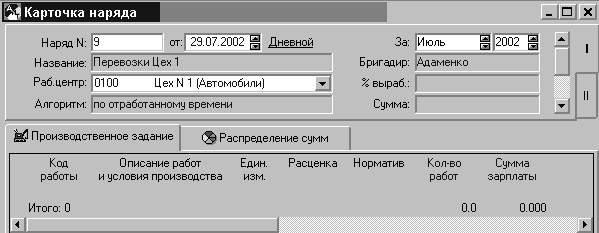 Карточка наряда
Наряд N: 9 от: 29.07.2002 Дневной За: Июль 2002 I
Название: Перевозки Цех 1 Бригадир: Адаменко
Раб.центр: 0100 Цех N 1 (Автомобили) % выраб.: II
Алгоритм: по отработанному времени Сумма:
Производственное задание Распределение сумм
Код Описание работ Един. Расценка Норматив Кол-во Сумма
работы и условия производства изм. работ зарплаты
Итого: 0 0.0 0.000